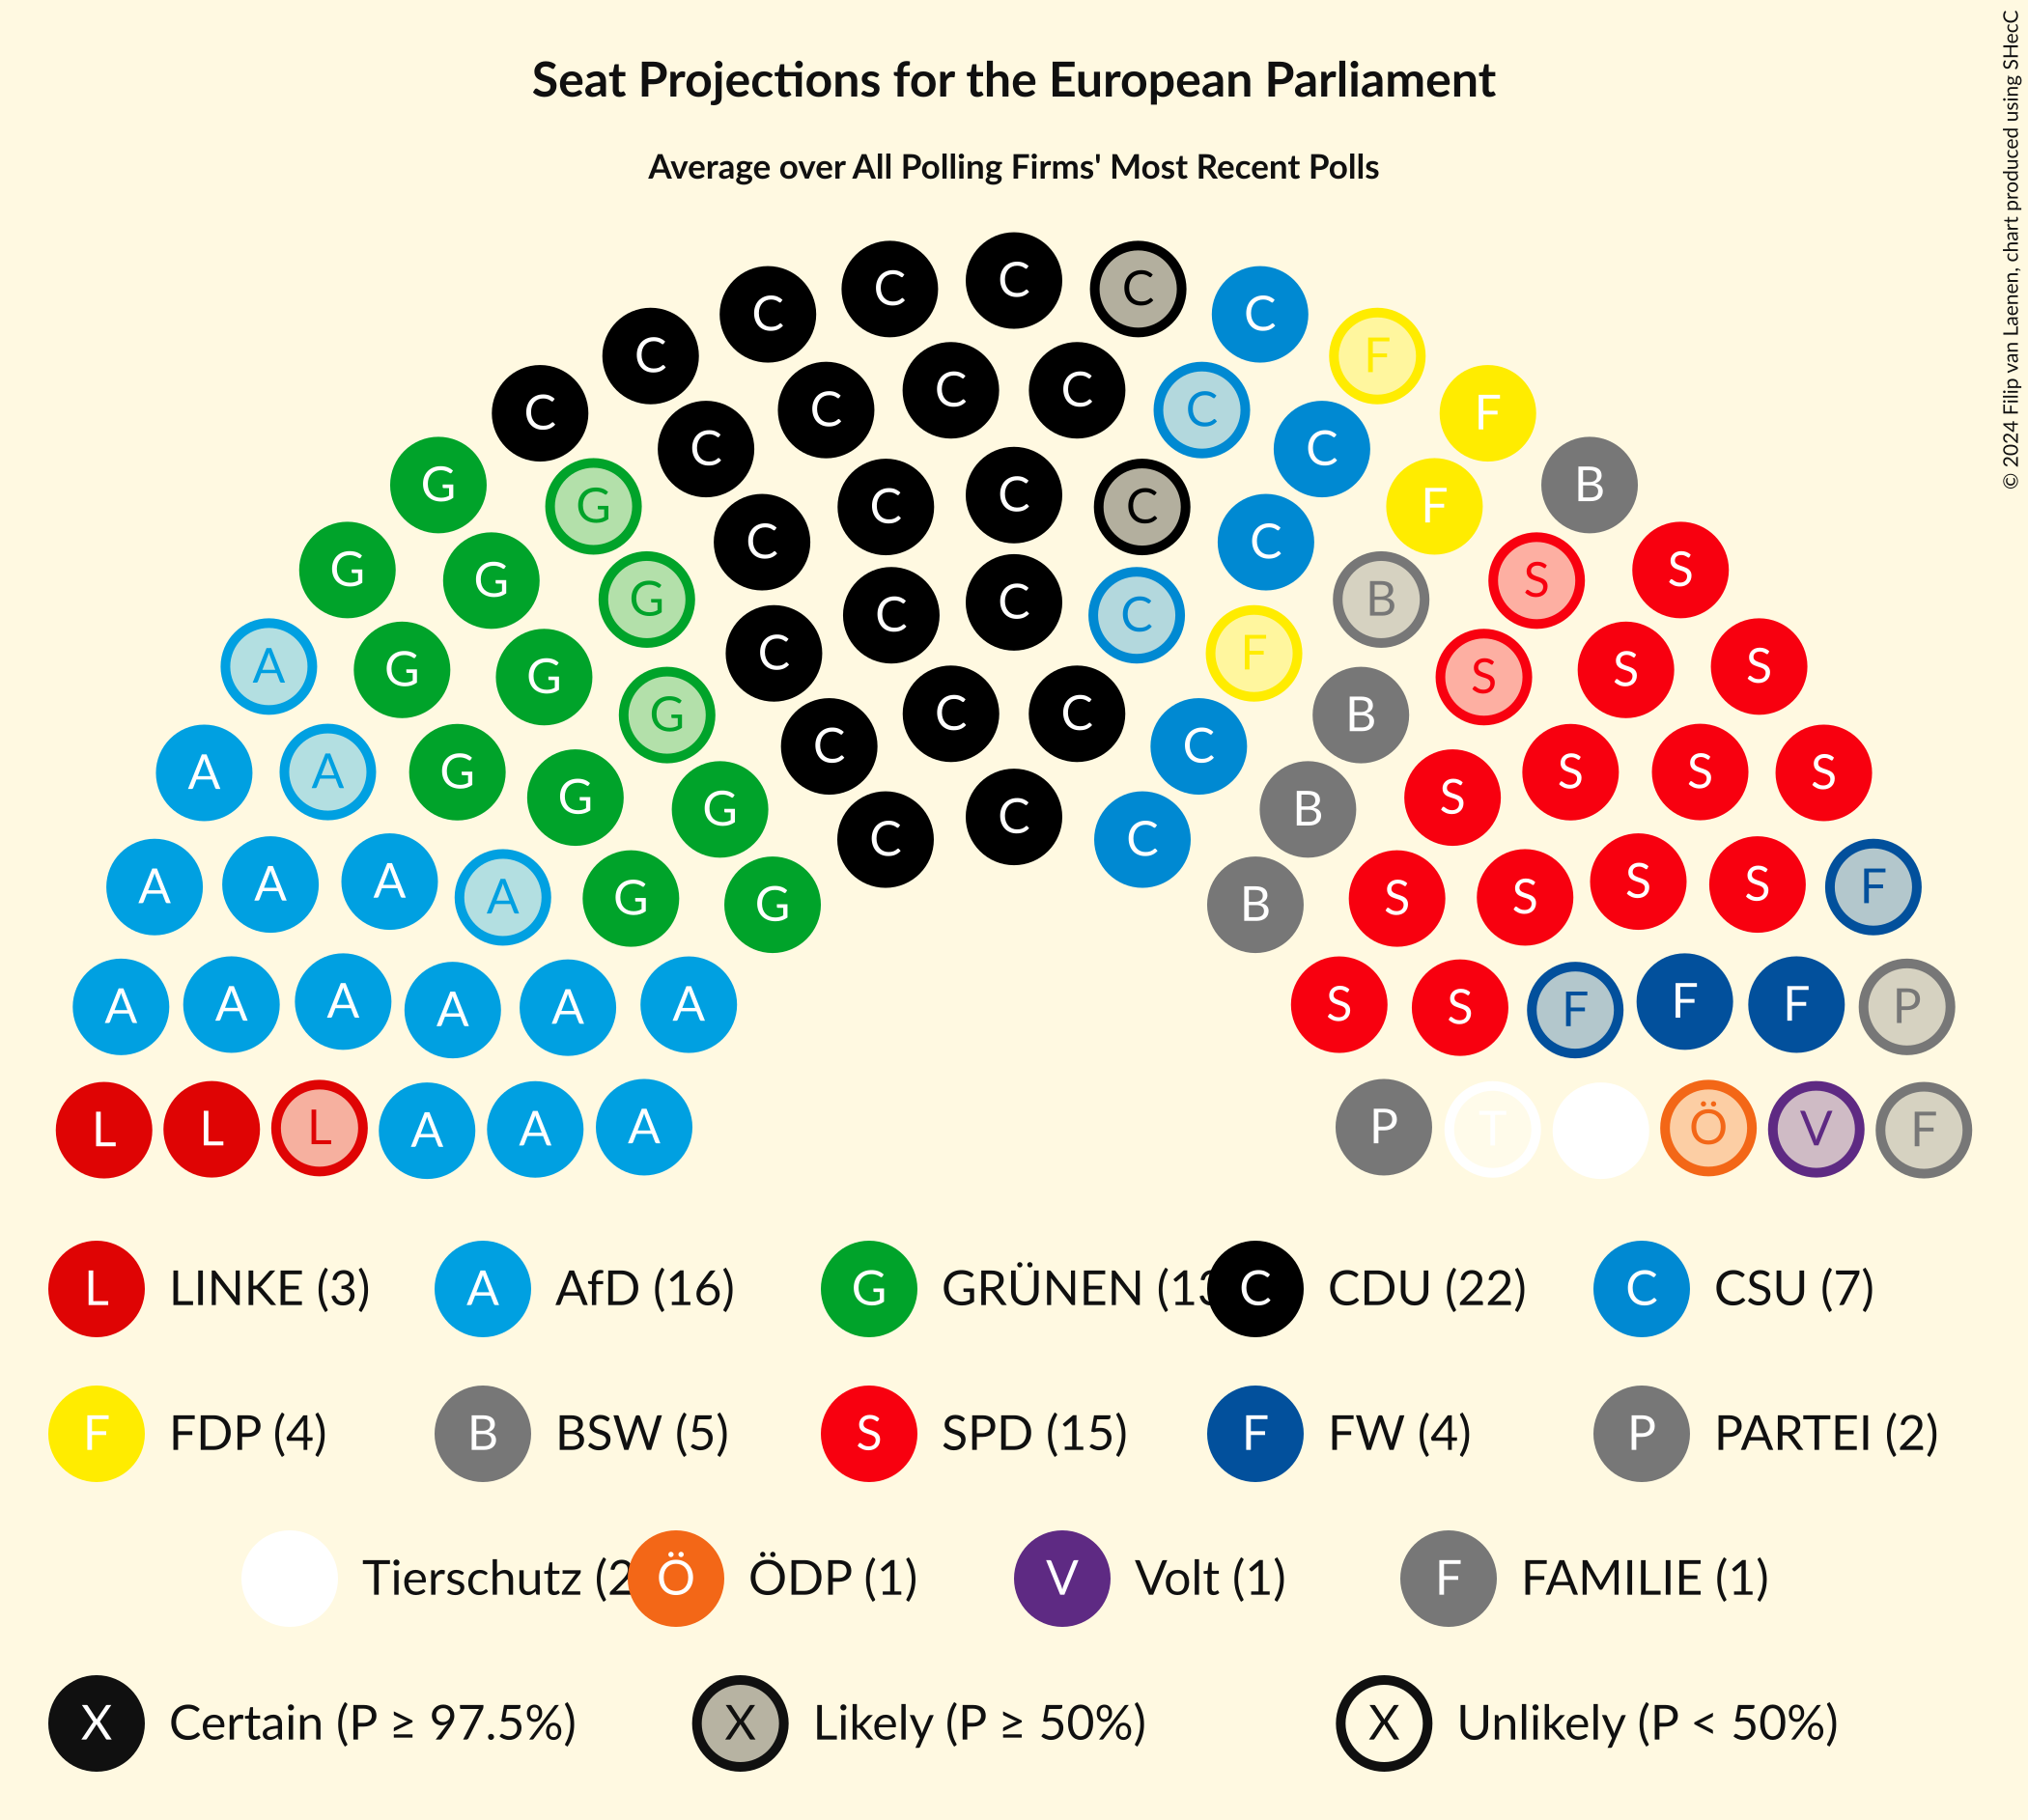 Seat Projections for the European Parliament
Average over All Polling Firms' Most Recent Polls
© 2024 Filip van Laenen, chart produced using SHecC
C C C C C
C F
C C C C C F
C C
G G C C C F B
G G C C S S
G C C C B
A G G C F S S S
G C C B
A A G C C S S S
G G C C C B S
A A A A G G B S S S S F
A A A A A A S S F F F P
L L L A A A P T Ö V F
L LINKE (3) A AfD (16) G GRÜNEN (13 C CDU (22) C CSU (7)
F FDP (4) B BSW (5) S SPD (15) F FW (4) P PARTEI (2)
Tierschutz (2 Ö ÖDP (1) V Volt (1) F FAMILIE (1)
X Certain (P ≥ 97.5%) X Likely (P ≥ 50%) X Unlikely (P < 50%)